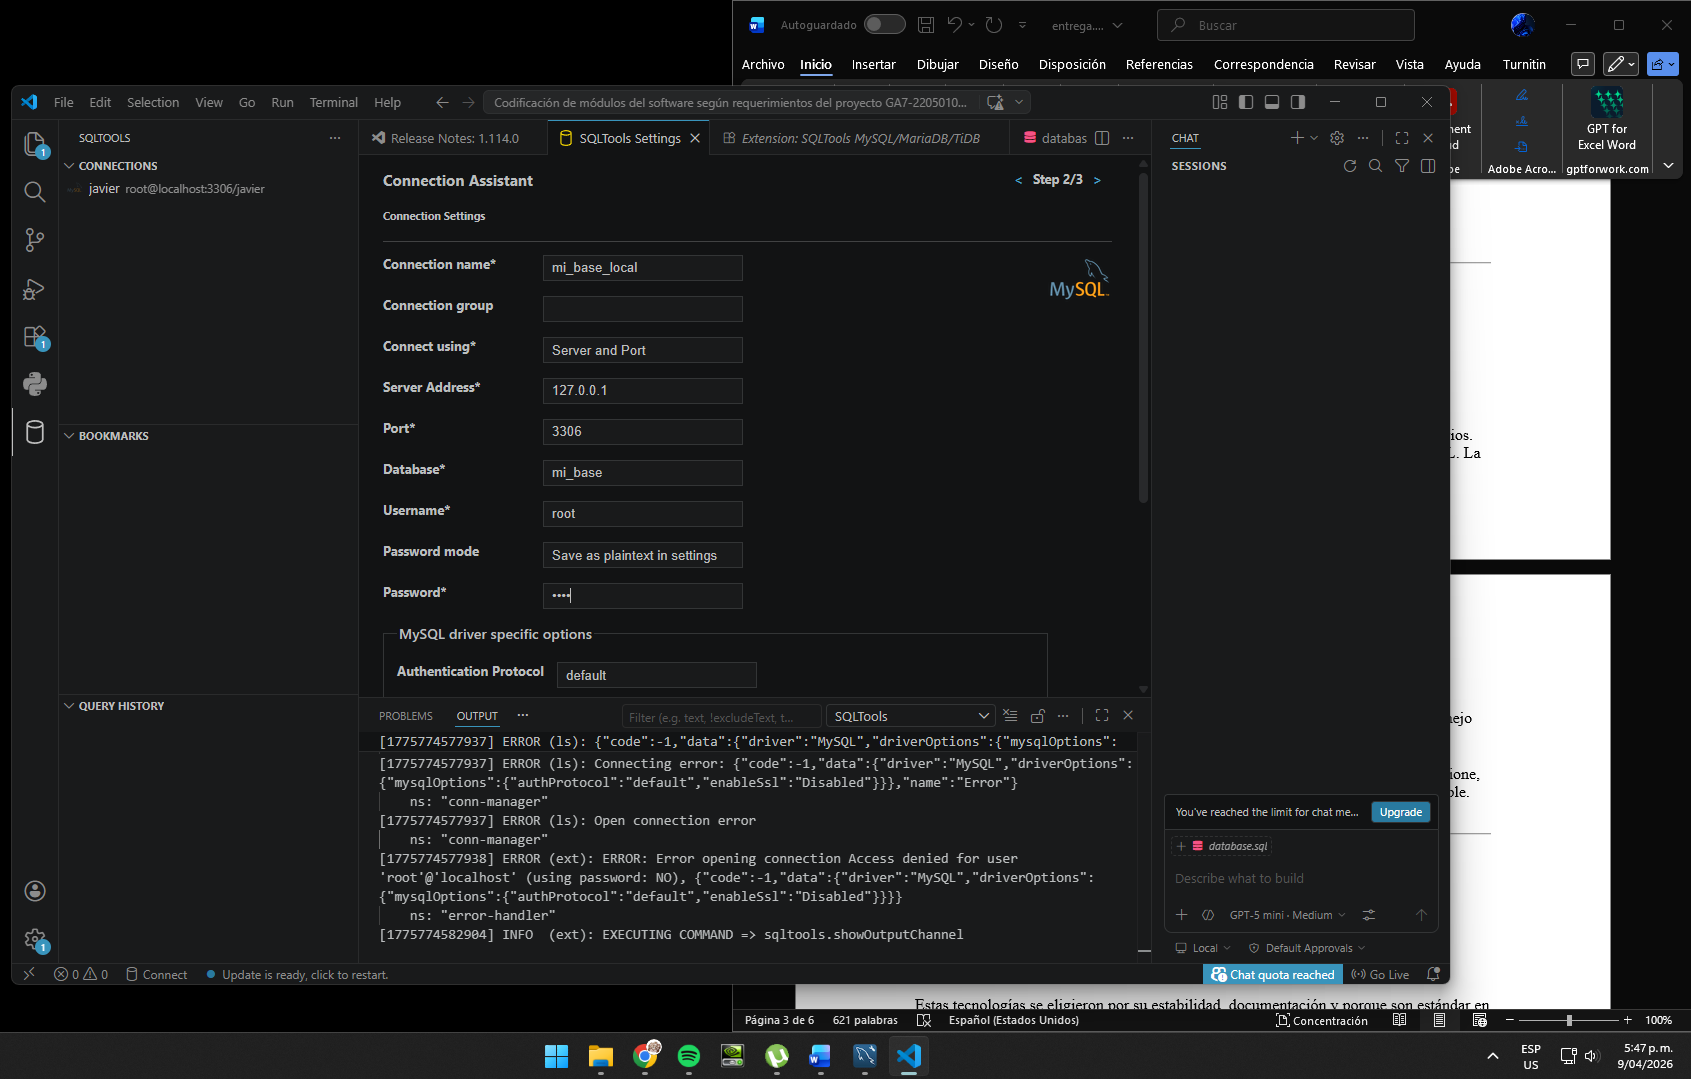 Autoguardado
entrega....
Buscar
Archivo Inicio Insertar Dibujar Diseño Disposición Referencias Correspondencia Revisar Vista Ayuda Turnitin
GPT for
Excel Word
Adobe Acro...
gptforwork.com
File Edit Selection View Go Run Terminal Help
Codificación de módulos del software según requerimientos del proyecto GA7-2205010...
SQLTOOLS
CONNECTIONS
javier root@localhost:3306/javier
BOOKMARKS
QUERY HISTORY
Release Notes: 1.114.0
SQLTools Settings
Extension: SQLTools MySQL/MariaDB/TiDB
databas
Connection Assistant
< Step 2/3 >
Connection Settings
MySQL™
Connection name* mi_base_local
Connection group
Connect using* Server and Port
Server Address* 127.0.0.1
Port* 3306
Database* mi_base
Username* root
Password mode Save as plaintext in settings
Password* ••••
MySQL driver specific options
Authentication Protocol default
PROBLEMS OUTPUT ···
Filter (e.g. text, !excludeText, t...
SQLTools
[1775774577937] ERROR (ls): {"code":-1,"data":{"driver":"MySQL","driverOptions":{"mysqlOptions":
[1775774577937] ERROR (ls): Connecting error: {"code":-1,"data":{"driver":"MySQL","driverOptions":
{"mysqlOptions":{"authProtocol":"default","enableSsl":"Disabled"}}},"name":"Error"}
ns: "conn-manager"
[1775774577937] ERROR (ls): Open connection error
ns: "conn-manager"
[1775774577938] ERROR (ext): ERROR: Error opening connection Access denied for user
'root'@'localhost' (using password: NO), {"code":-1,"data":{"driver":"MySQL","driverOptions":
{"mysqlOptions":{"authProtocol":"default","enableSsl":"Disabled"}}}}
ns: "error-handler"
[1775774582904] INFO (ext): EXECUTING COMMAND => sqltools.showOutputChannel
CHAT
SESSIONS
You've reached the limit for chat me...
Upgrade
database.sql
Describe what to build
GPT-5 mini · Medium
Local
Default Approvals
0 0 Connect Update is ready, click to restart.
Chat quota reached
Go Live
Estas tecnologías se eligieron por su estabilidad, documentación y porque son estándar en
Página 3 de 6 621 palabras Español (Estados Unidos)
Concentración
100%
ESP
US
5:47 p.m.
9/04/2026